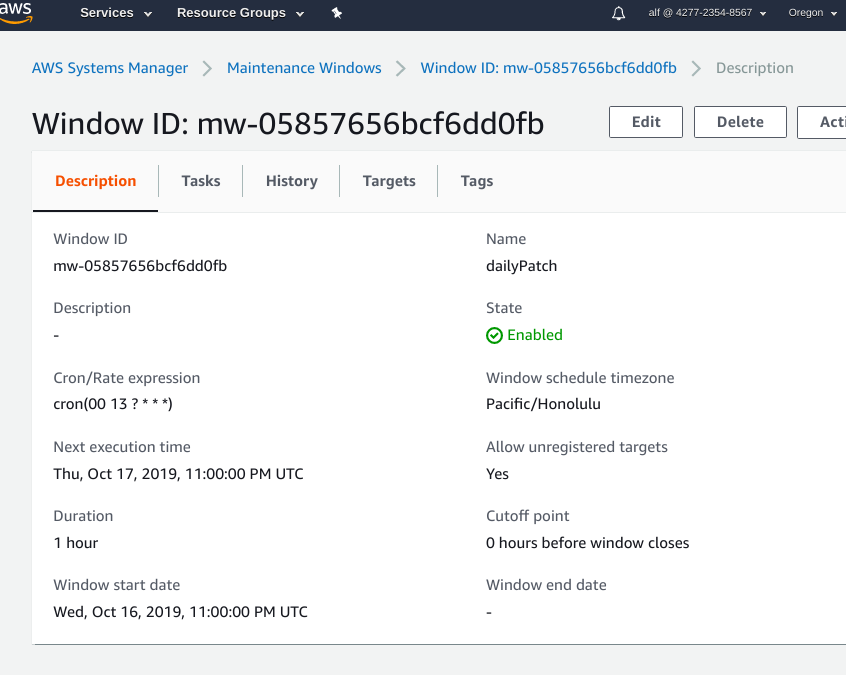 aws Services Resource Groups alf @ 4277-2354-8567 Oregon
AWS Systems Manager Maintenance Windows Window ID: mw-05857656bcf6dd0fb Description
Window ID: mw-05857656bcf6dd0fb Edit Delete Acti
Description Tasks History Targets Tags
Window ID Name
mw-05857656bcf6dd0fb dailyPatch
Description State
- Enabled
Cron/Rate expression Window schedule timezone
cron(00 13 ? * * *) Pacific/Honolulu
Next execution time Allow unregistered targets
Thu, Oct 17, 2019, 11:00:00 PM UTC Yes
Duration Cutoff point
1 hour 0 hours before window closes
Window start date Window end date
Wed, Oct 16, 2019, 11:00:00 PM UTC -